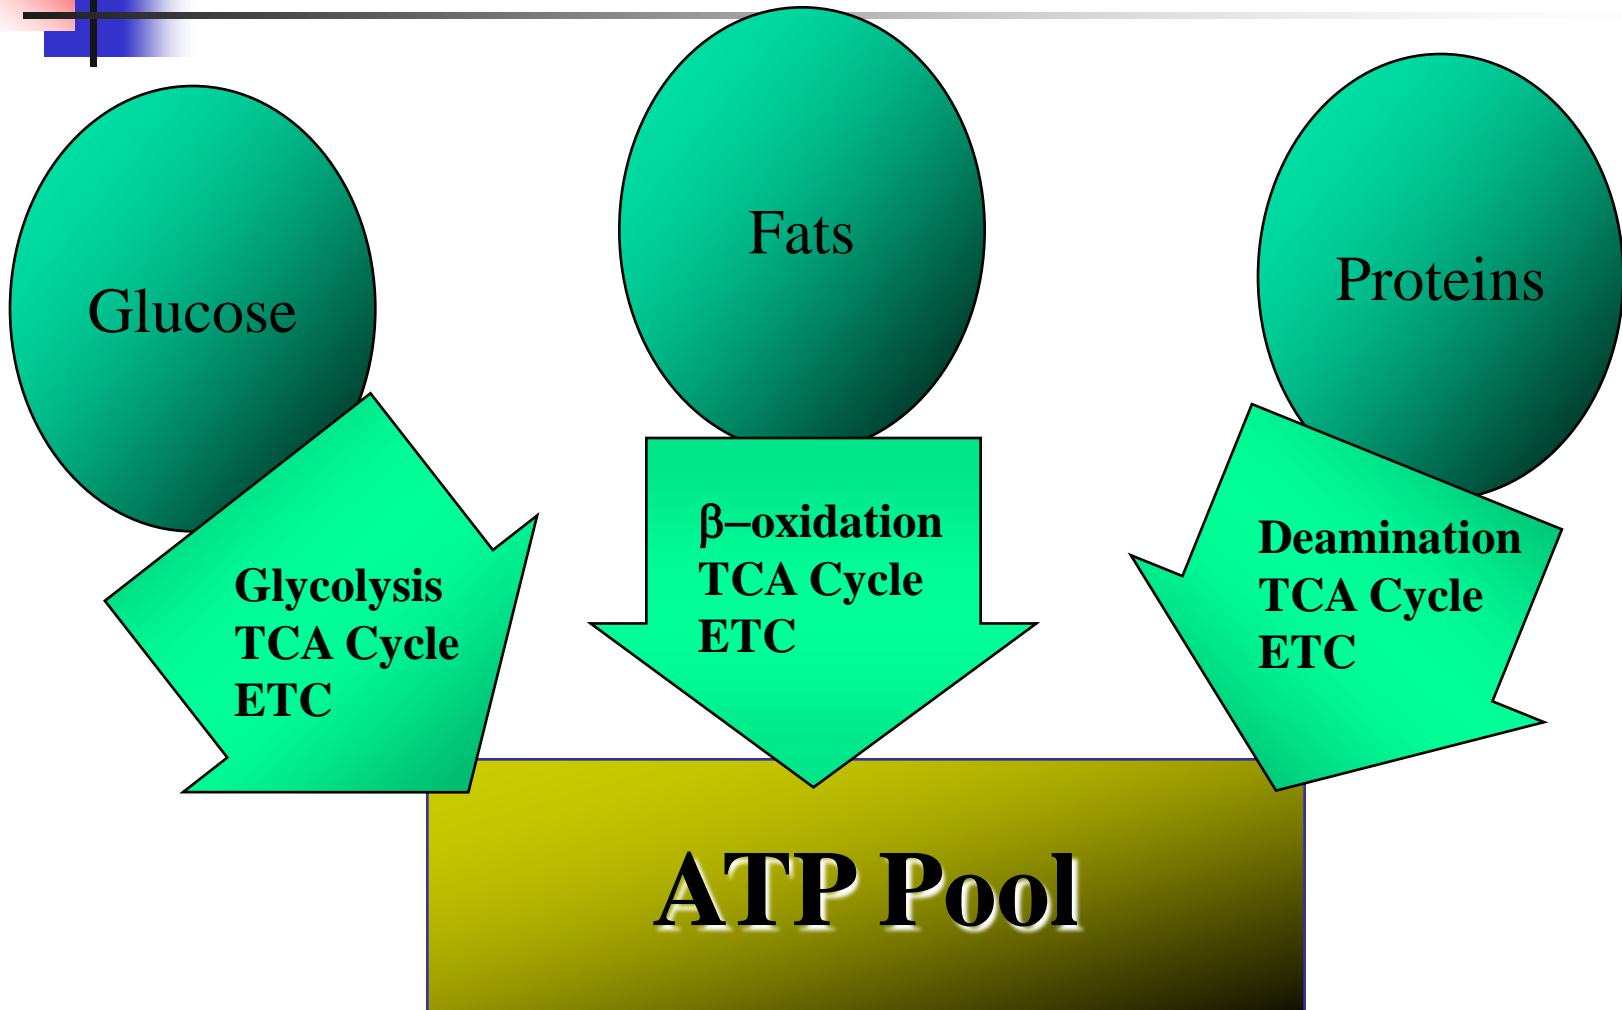 Fats
Glucose
Proteins
β–oxidation
TCA Cycle
ETC
Glycolysis
TCA Cycle
ETC
Deamination
TCA Cycle
ETC
ATP Pool